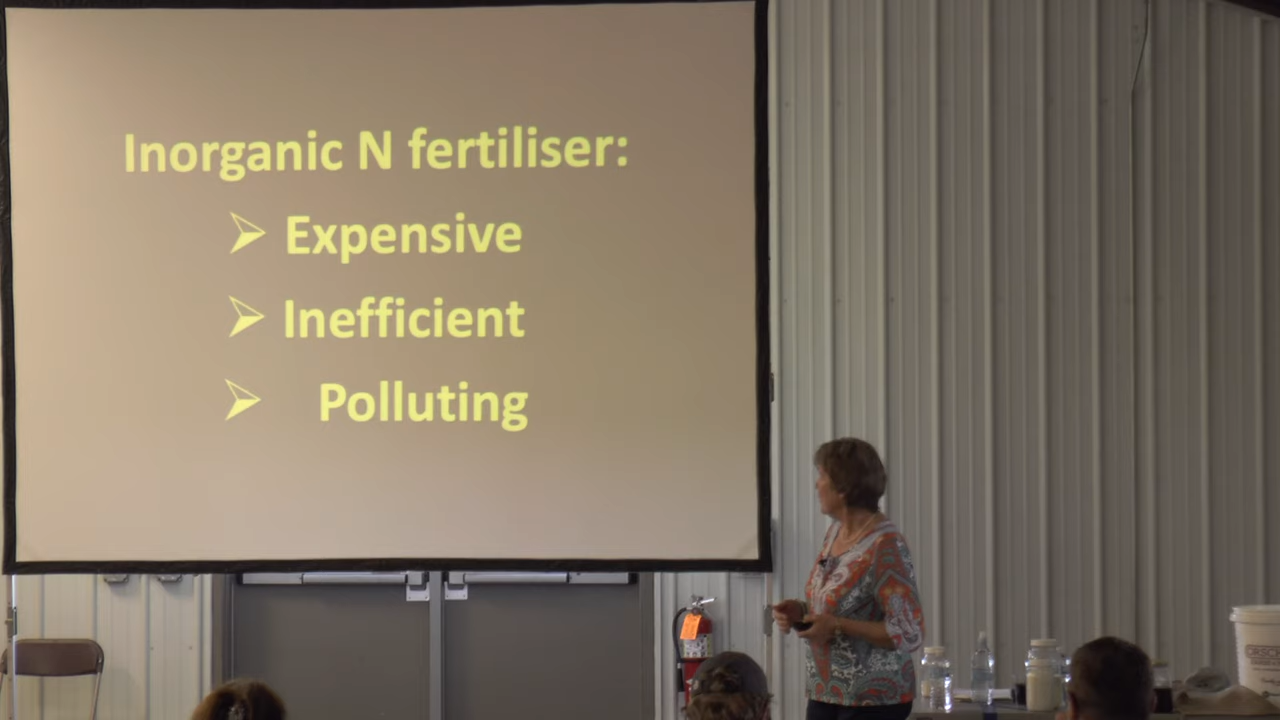 Inorganic N fertiliser:
➢ Expensive
➢ Inefficient
➢ Polluting